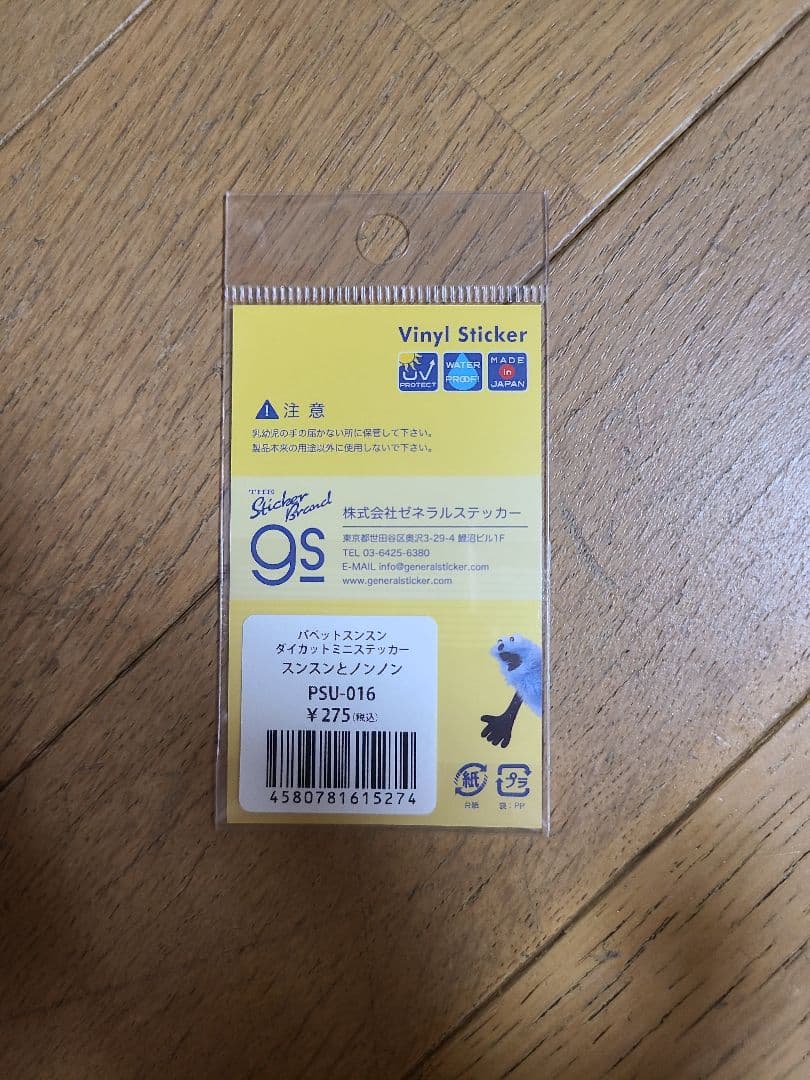 Vinyl Sticker
UV PROTECT
WATER PROOF!
MADE in JAPAN
注意
乳幼児の手の届かない所に保管して下さい。
製品本来の用途以外に使用しないで下さい。
THE Sticker Brand
gs
株式会社ゼネラルステッカー
東京都世田谷区奥沢3-29-4 鯉沼ビル1F
TEL 03-6425-6380
E-MAIL info@generalsticker.com
www.generalsticker.com
パペットスンスン
ダイカットミニステッカー
スンスンとノンノン
PSU-016
￥275(税込)
4580781615274
紙
台紙
プラ
袋：PP